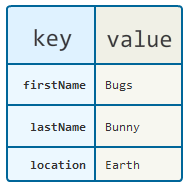 key value
firstName Bugs
lastName Bunny
location Earth